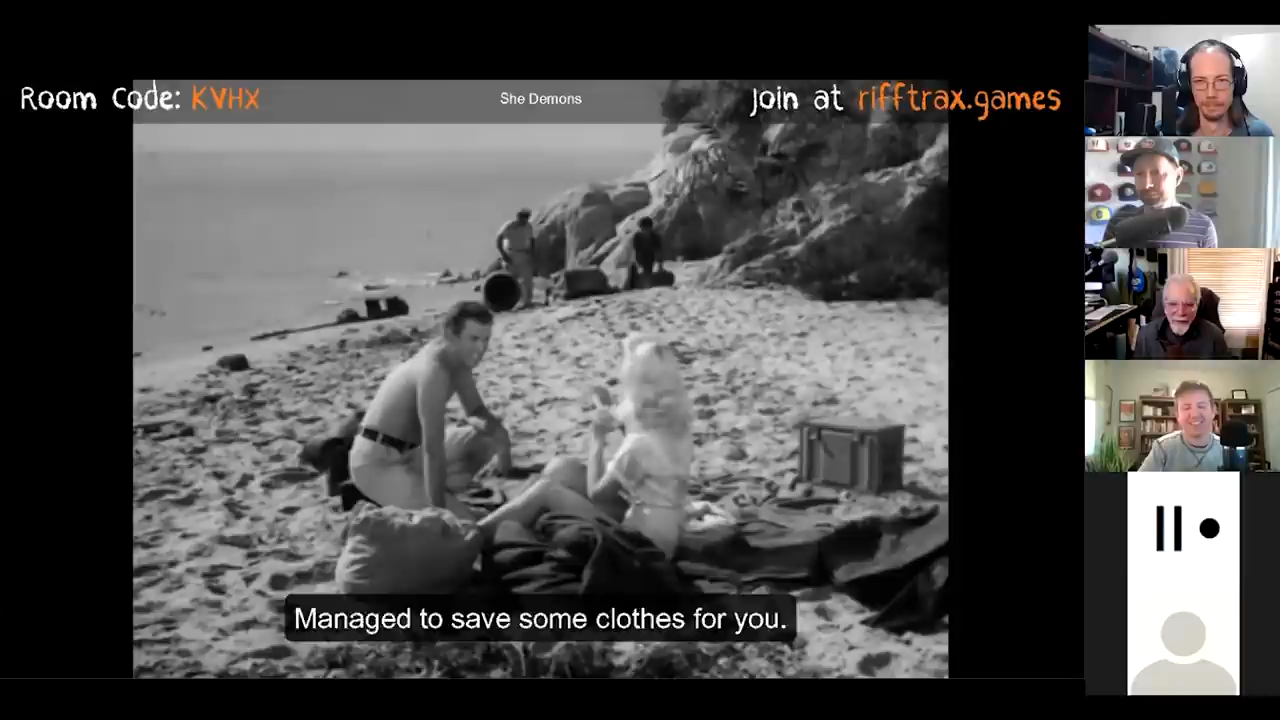 Room Code: KVHX
She Demons
Join at rifftrax.games
Managed to save some clothes for you.